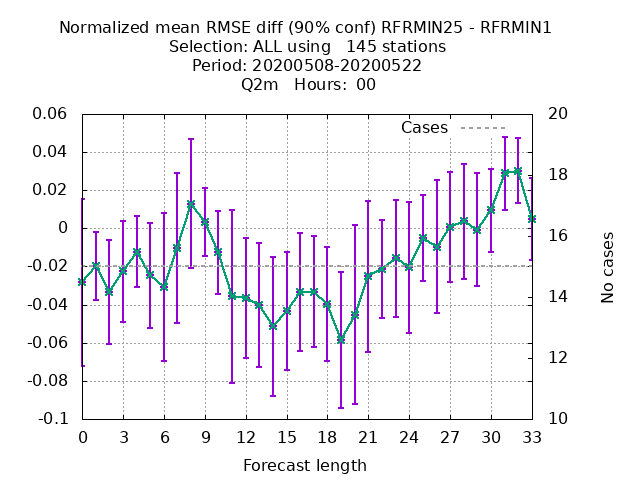 Normalized mean RMSE diff (90% conf) RFRMIN25 - RFRMIN1
Selection: ALL using   145 stations
Period: 20200508-20200522
Q2m   Hours:  00
Cases
0.06
0.04
0.02
0
-0.02
-0.04
-0.06
-0.08
-0.1
20
18
16
14
12
10
No cases
0 3 6 9 12 15 18 21 24 27 30 33
Forecast length